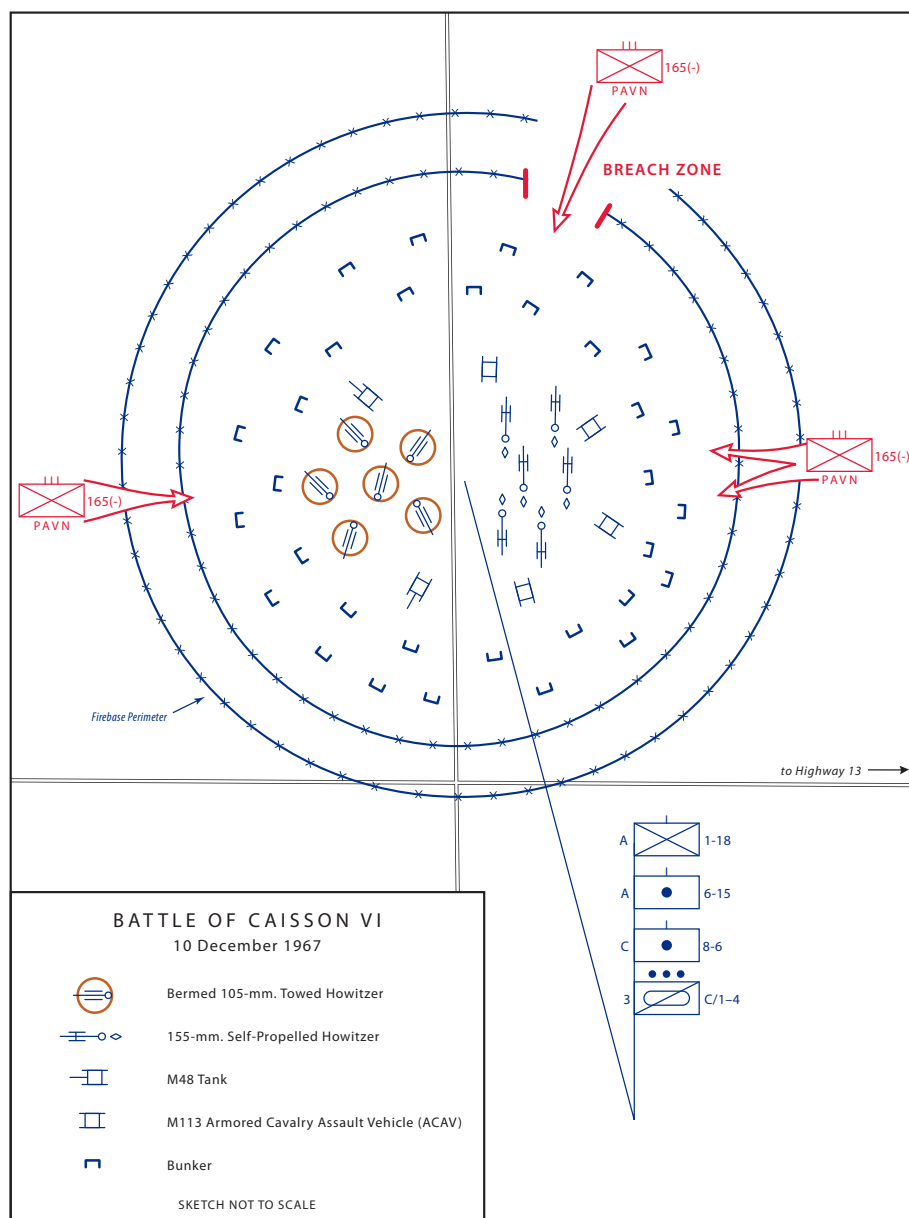 165(-)
PAVN
BREACH ZONE
165(-)
PAVN
165(-)
PAVN
Firebase Perimeter
to Highway 13
A 1-18
A 6-15
C 8-6
3 C/1–4
BATTLE OF CAISSON VI
10 December 1967
Bermed 105-mm. Towed Howitzer
155-mm. Self-Propelled Howitzer
M48 Tank
M113 Armored Cavalry Assault Vehicle (ACAV)
Bunker
SKETCH NOT TO SCALE